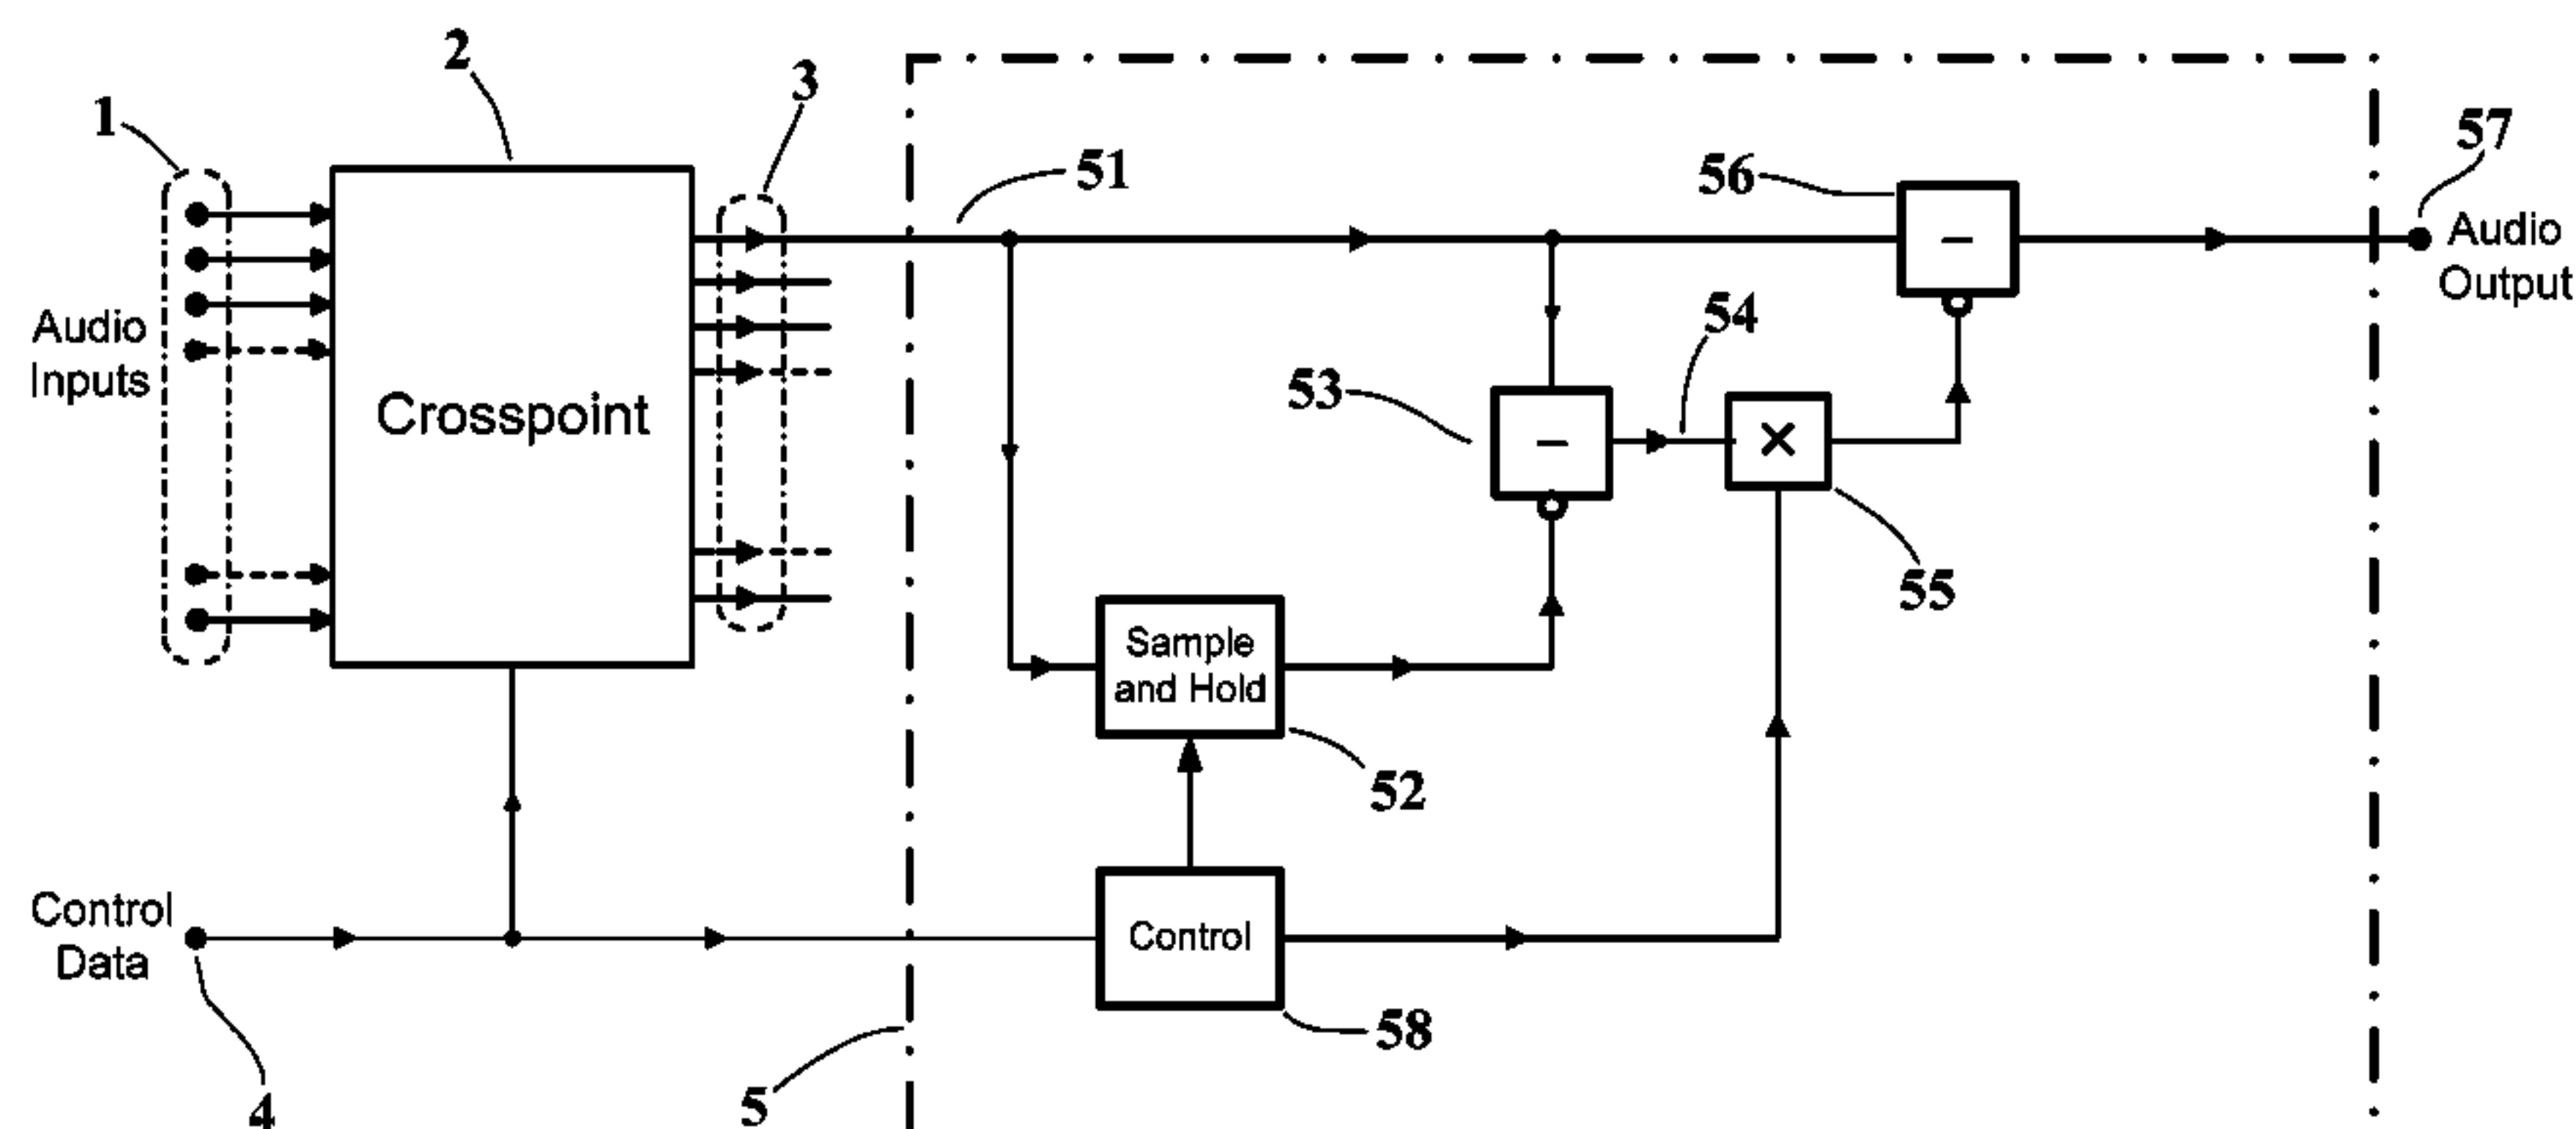 2
3
1
57
51
56
Audio
Output
Audio
Inputs
54
53
Crosspoint
−
−
×
55
Sample
and Hold
52
Control
Data
Control
58
5
4